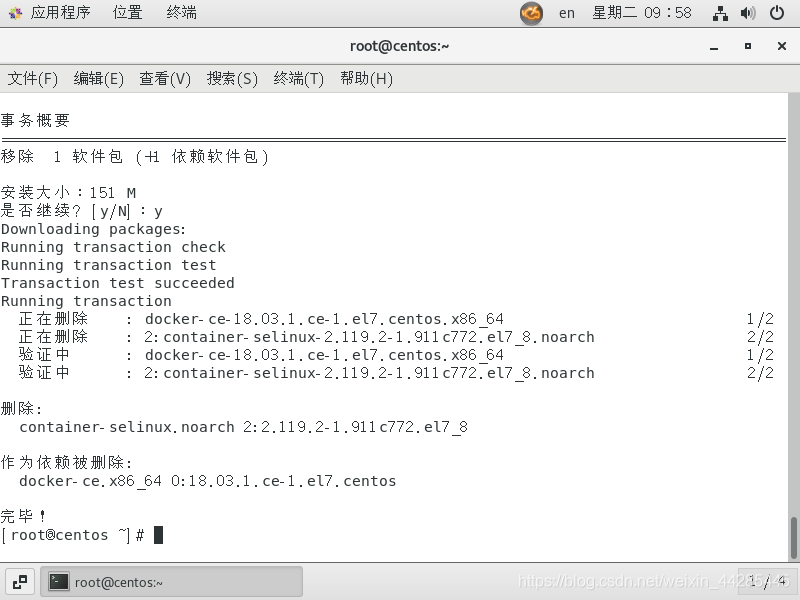 应用程序 位置 终端 en 星期二 09：58
root@centos:~
文件(F) 编辑(E) 查看(V) 搜索(S) 终端(T) 帮助(H)
事务概要
移除 1 软件包 (+1 依赖软件包)
安装大小：151 M
是否继续？[y/N]：y
Downloading packages:
Running transaction check
Running transaction test
Transaction test succeeded
Running transaction
正在删除 : docker-ce-18.03.1.ce-1.el7.centos.x86_64 1/2
正在删除 : 2:container-selinux-2.119.2-1.911c772.el7_8.noarch 2/2
验证中 : docker-ce-18.03.1.ce-1.el7.centos.x86_64 1/2
验证中 : 2:container-selinux-2.119.2-1.911c772.el7_8.noarch 2/2
删除:
container-selinux.noarch 2:2.119.2-1.911c772.el7_8
作为依赖被删除:
docker-ce.x86_64 0:18.03.1.ce-1.el7.centos
完毕！
[root@centos ~]#
root@centos:~
1 / 4